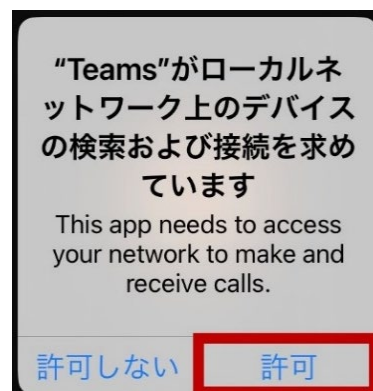 “Teams”がローカルネ
ットワーク上のデバイス
の検索および接続を求め
ています
This app needs to access
your network to make and
receive calls.
許可しない 許可